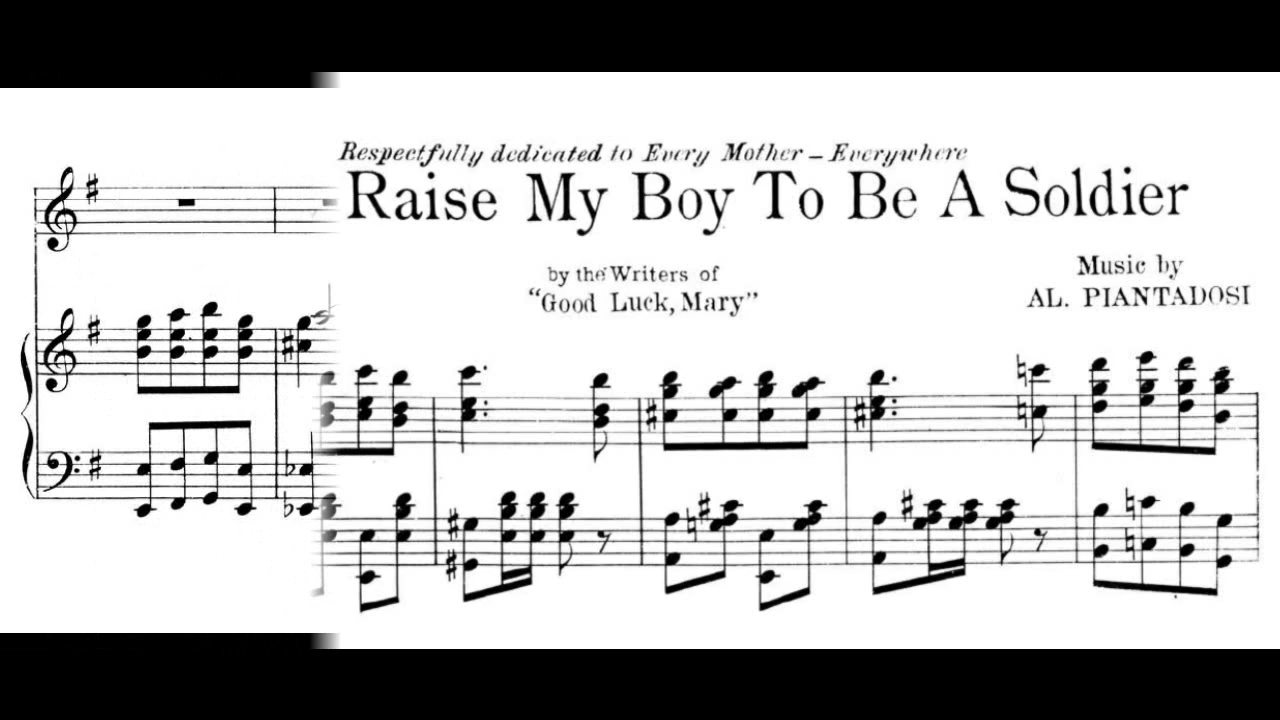 Respectfully dedicated to Every Mother – Everywhere
Raise My Boy To Be A Soldier
by the Writers of
"Good Luck, Mary"
Music by
AL. PIANTADOSI